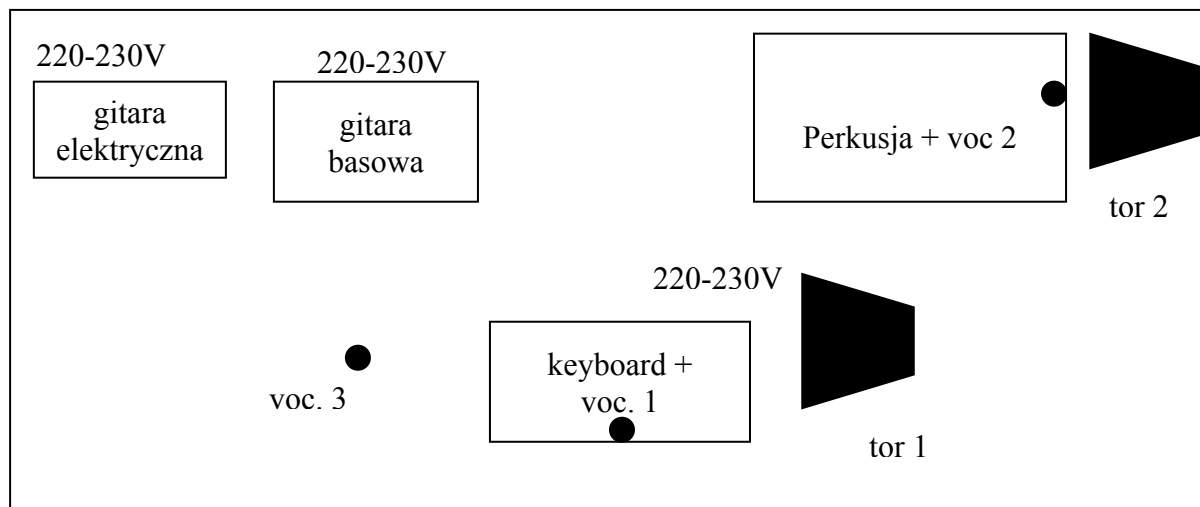 220-230V
gitara
elektryczna
220-230V
gitara
basowa
Perkusja + voc 2
tor 2
220-230V
voc. 3
keyboard +
voc. 1
tor 1